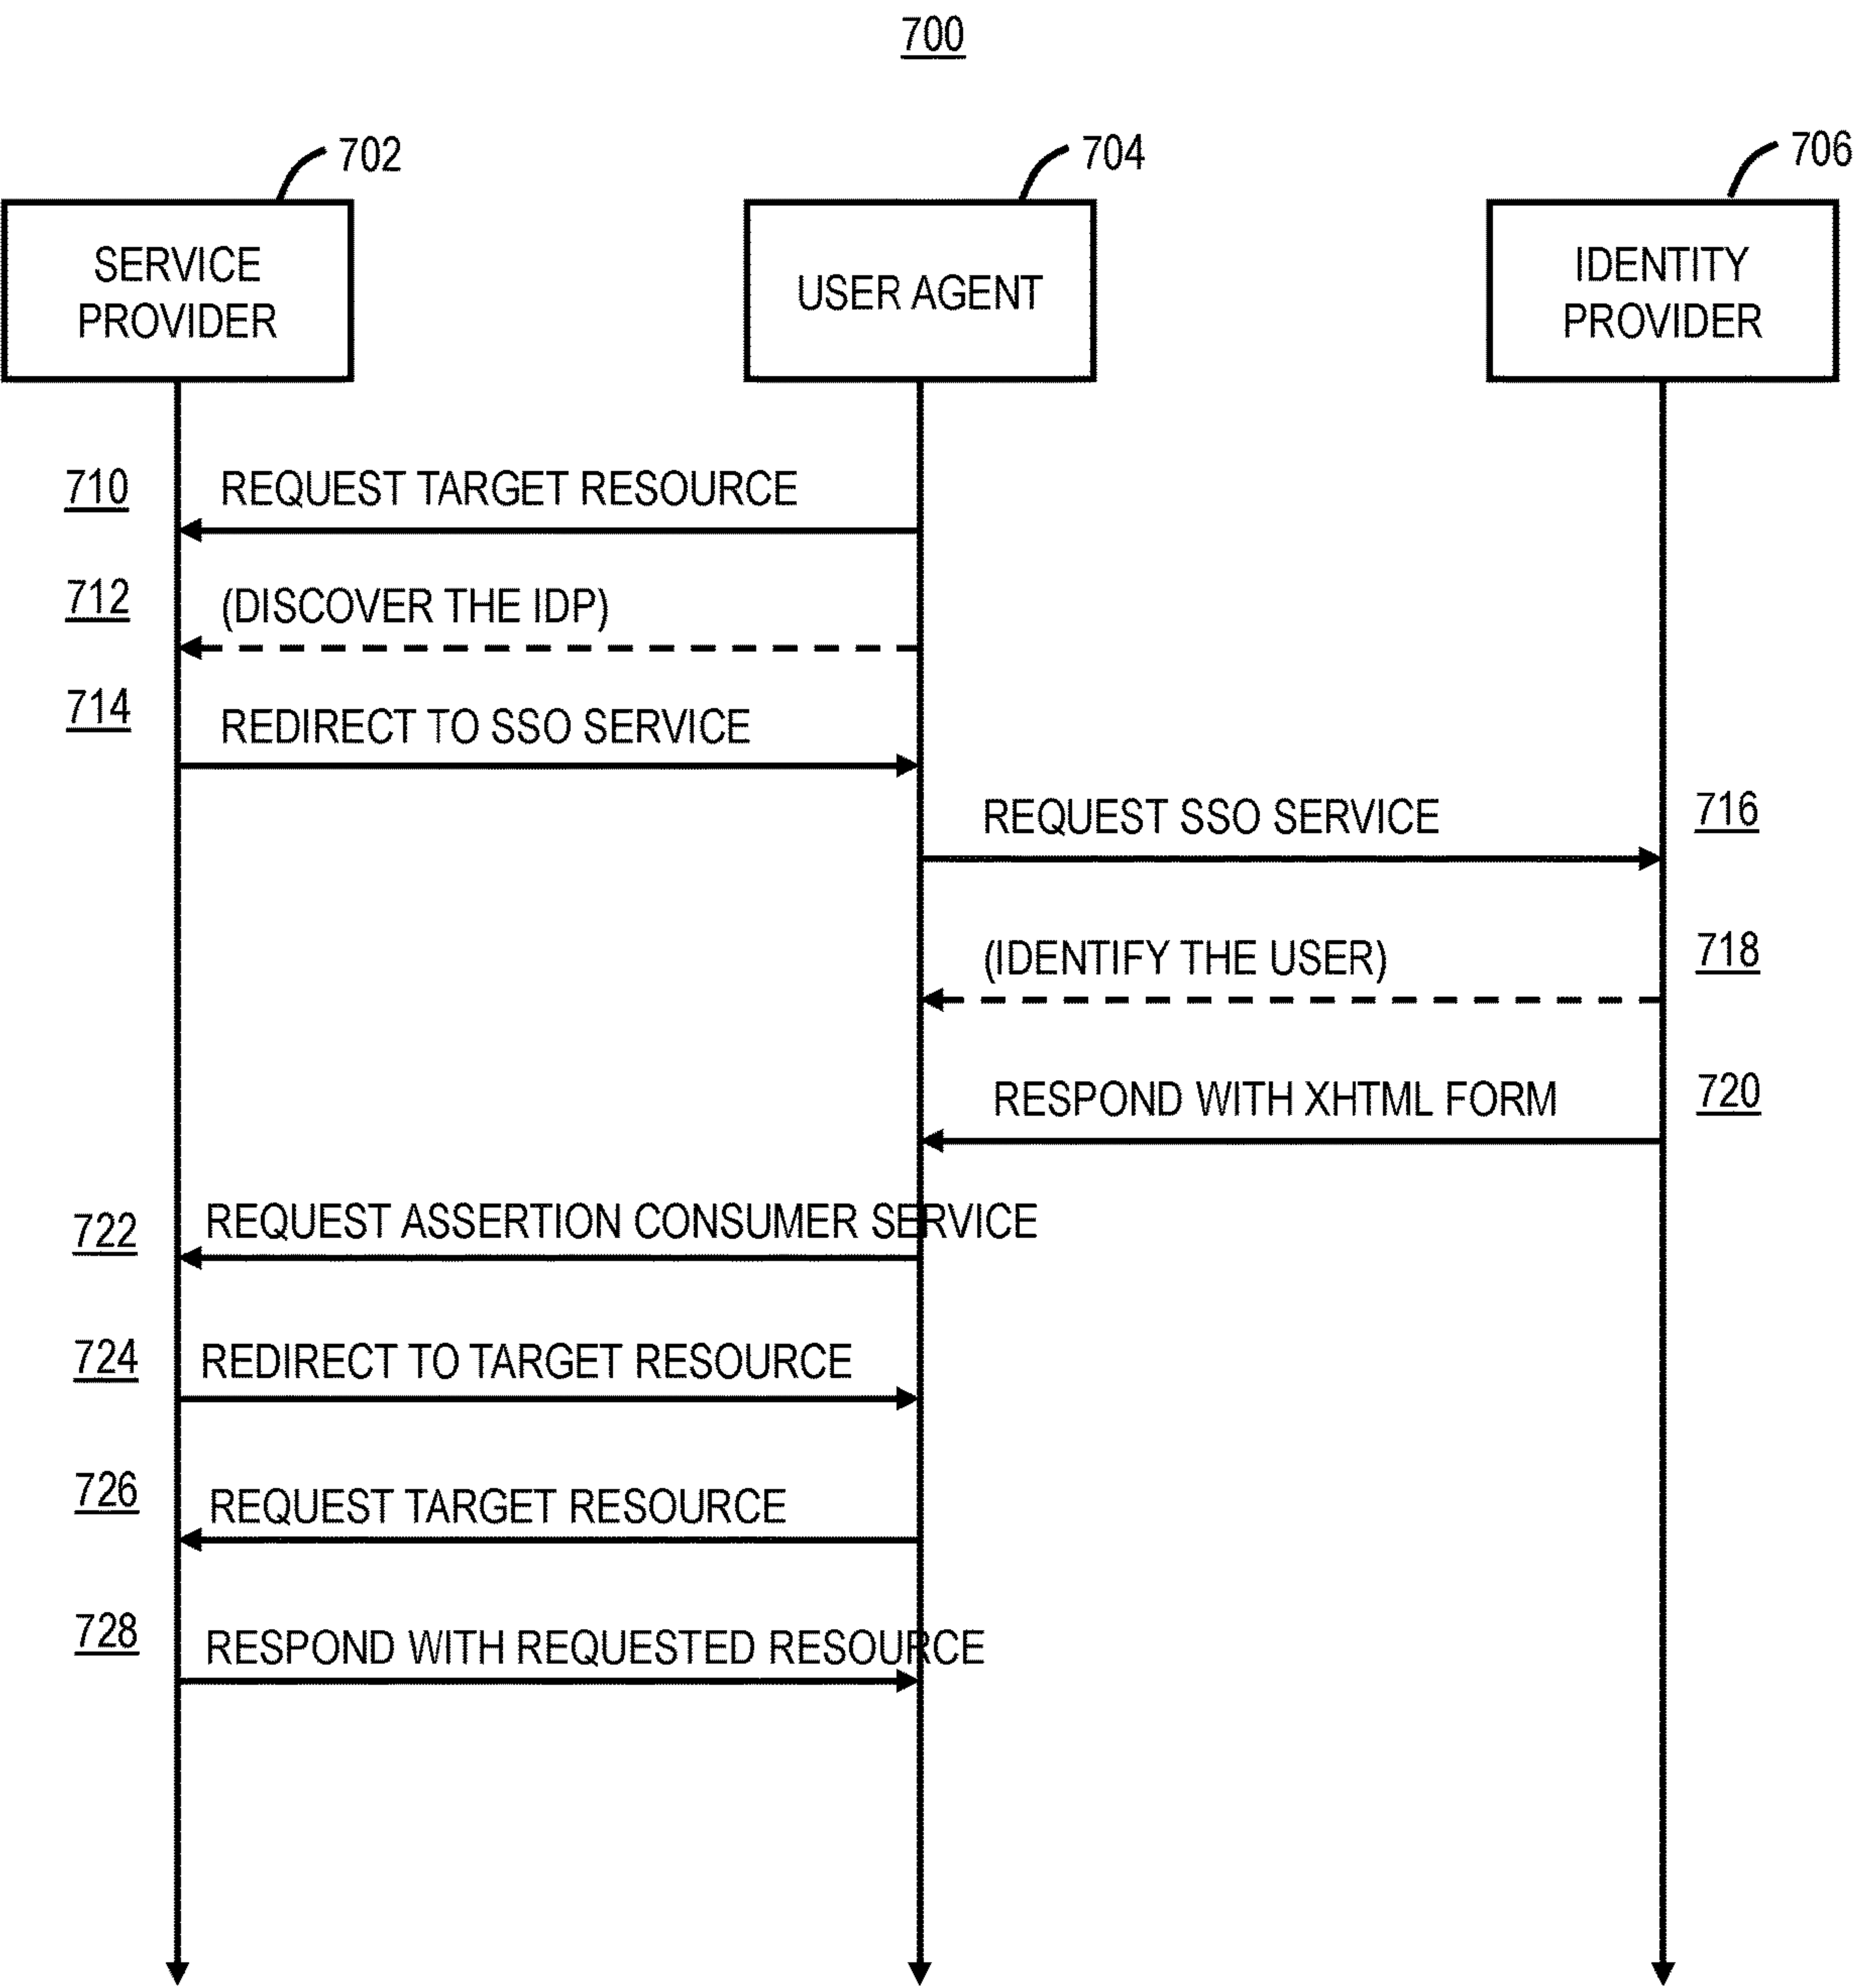 700
702
704
706
SERVICE
PROVIDER
USER AGENT
IDENTITY
PROVIDER
710
REQUEST TARGET RESOURCE
712
(DISCOVER THE IDP)
714
REDIRECT TO SSO SERVICE
REQUEST SSO SERVICE
716
(IDENTIFY THE USER)
718
RESPOND WITH XHTML FORM
720
722
REQUEST ASSERTION CONSUMER SERVICE
724
REDIRECT TO TARGET RESOURCE
726
REQUEST TARGET RESOURCE
728
RESPOND WITH REQUESTED RESOURCE